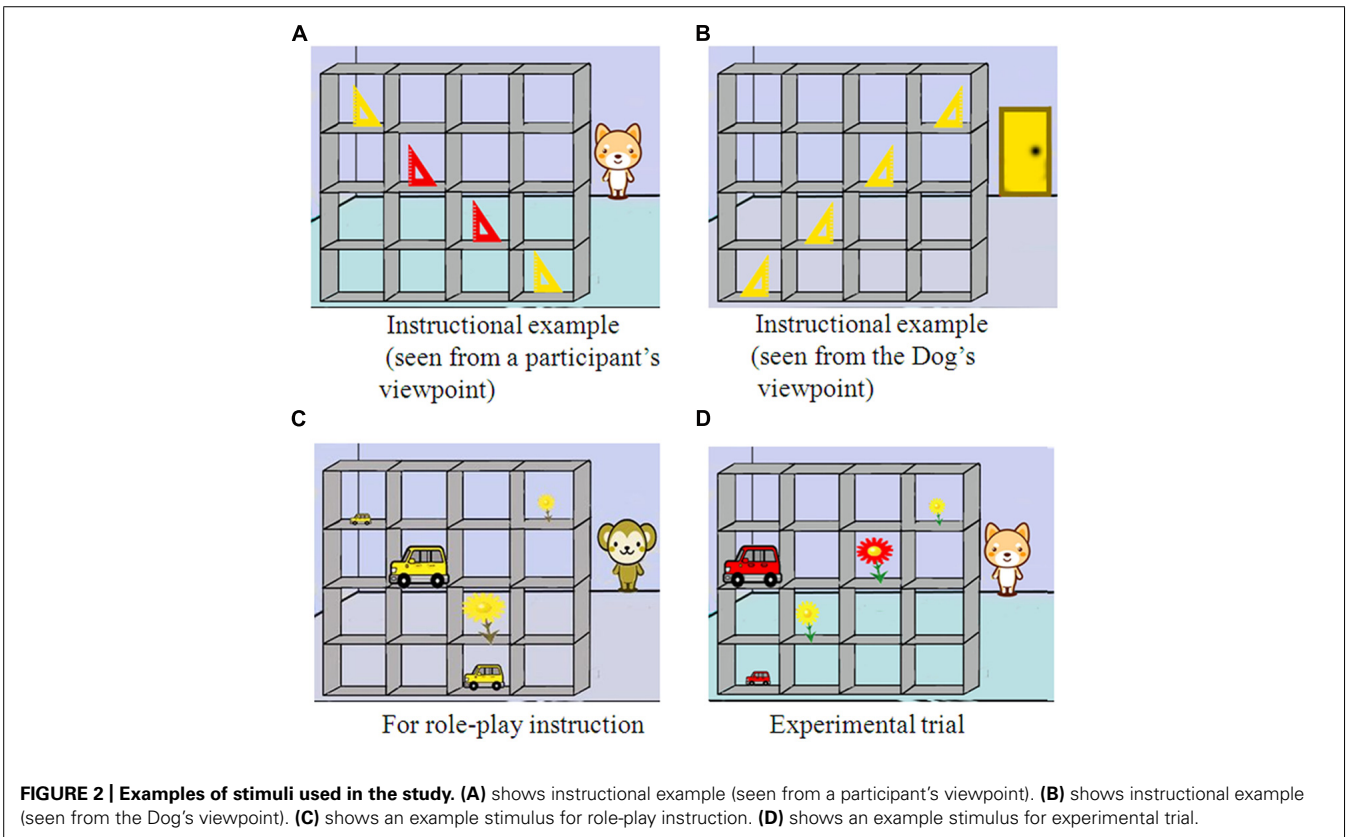 A
B
Instructional example
(seen from a participant’s
viewpoint)
Instructional example
(seen from the Dog’s
viewpoint)
C
D
For role-play instruction
Experimental trial
FIGURE 2 | Examples of stimuli used in the study. (A) shows instructional example (seen from a participant’s viewpoint). (B) shows instructional example
(seen from the Dog’s viewpoint). (C) shows an example stimulus for role-play instruction. (D) shows an example stimulus for experimental trial.